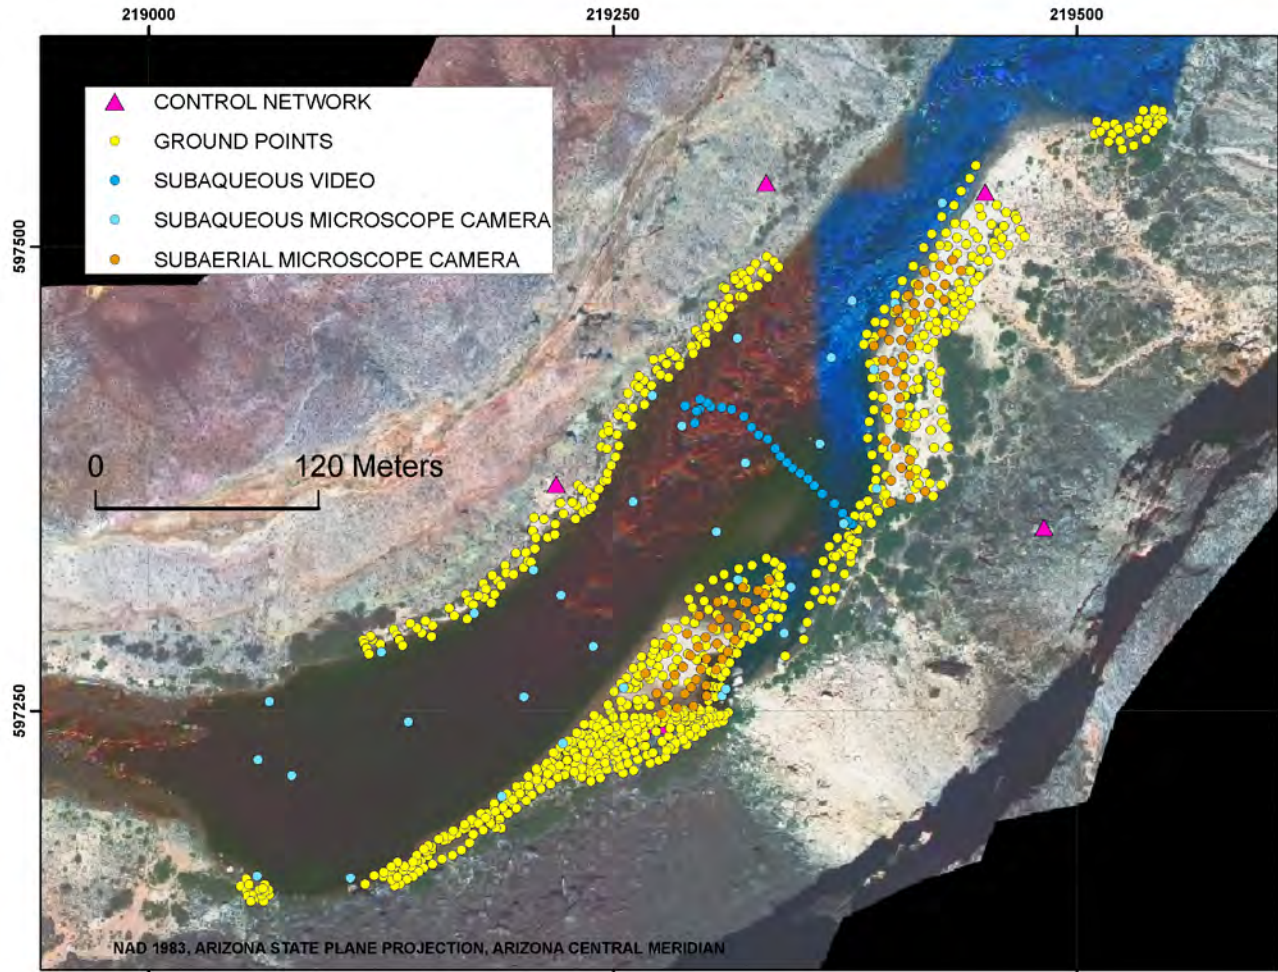 219000
219250
219500
CONTROL NETWORK
GROUND POINTS
SUBAQUEOUS VIDEO
SUBAQUEOUS MICROSCOPE CAMERA
SUBAERIAL MICROSCOPE CAMERA
597500
0 120 Meters
597250
NAD 1983, ARIZONA STATE PLANE PROJECTION, ARIZONA CENTRAL MERIDIAN